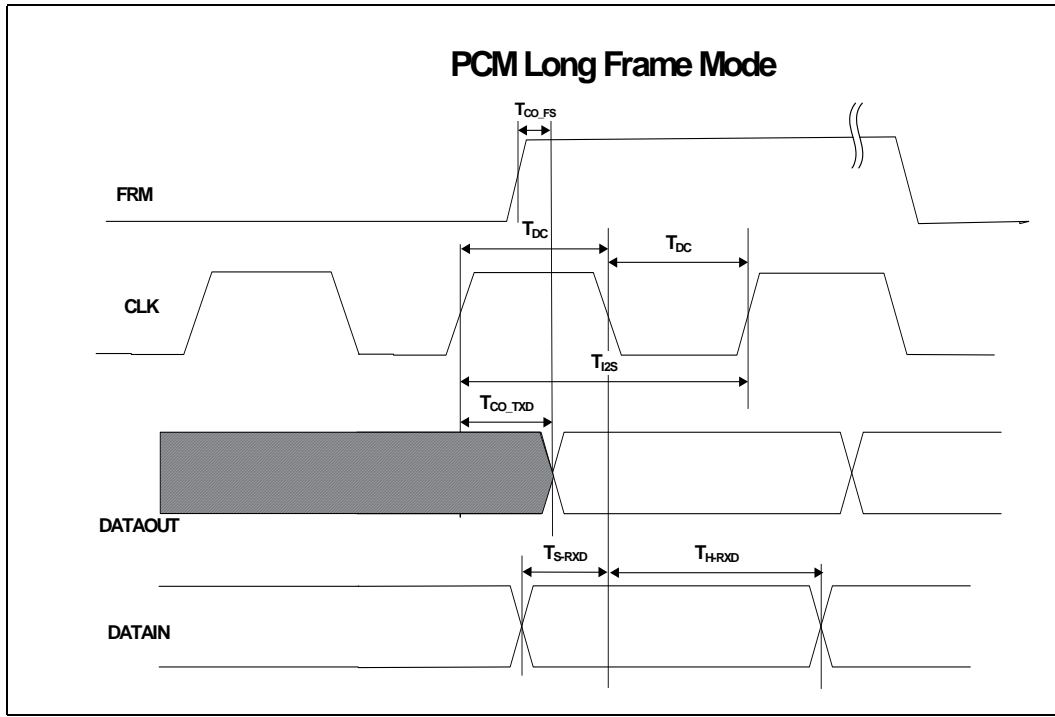 PCM Long Frame Mode
TCO_FS
FRM
TDC
TDC
CLK
TI2S
TCO_TXD
DATAOUT
TS-RXD
TH-RXD
DATAIN